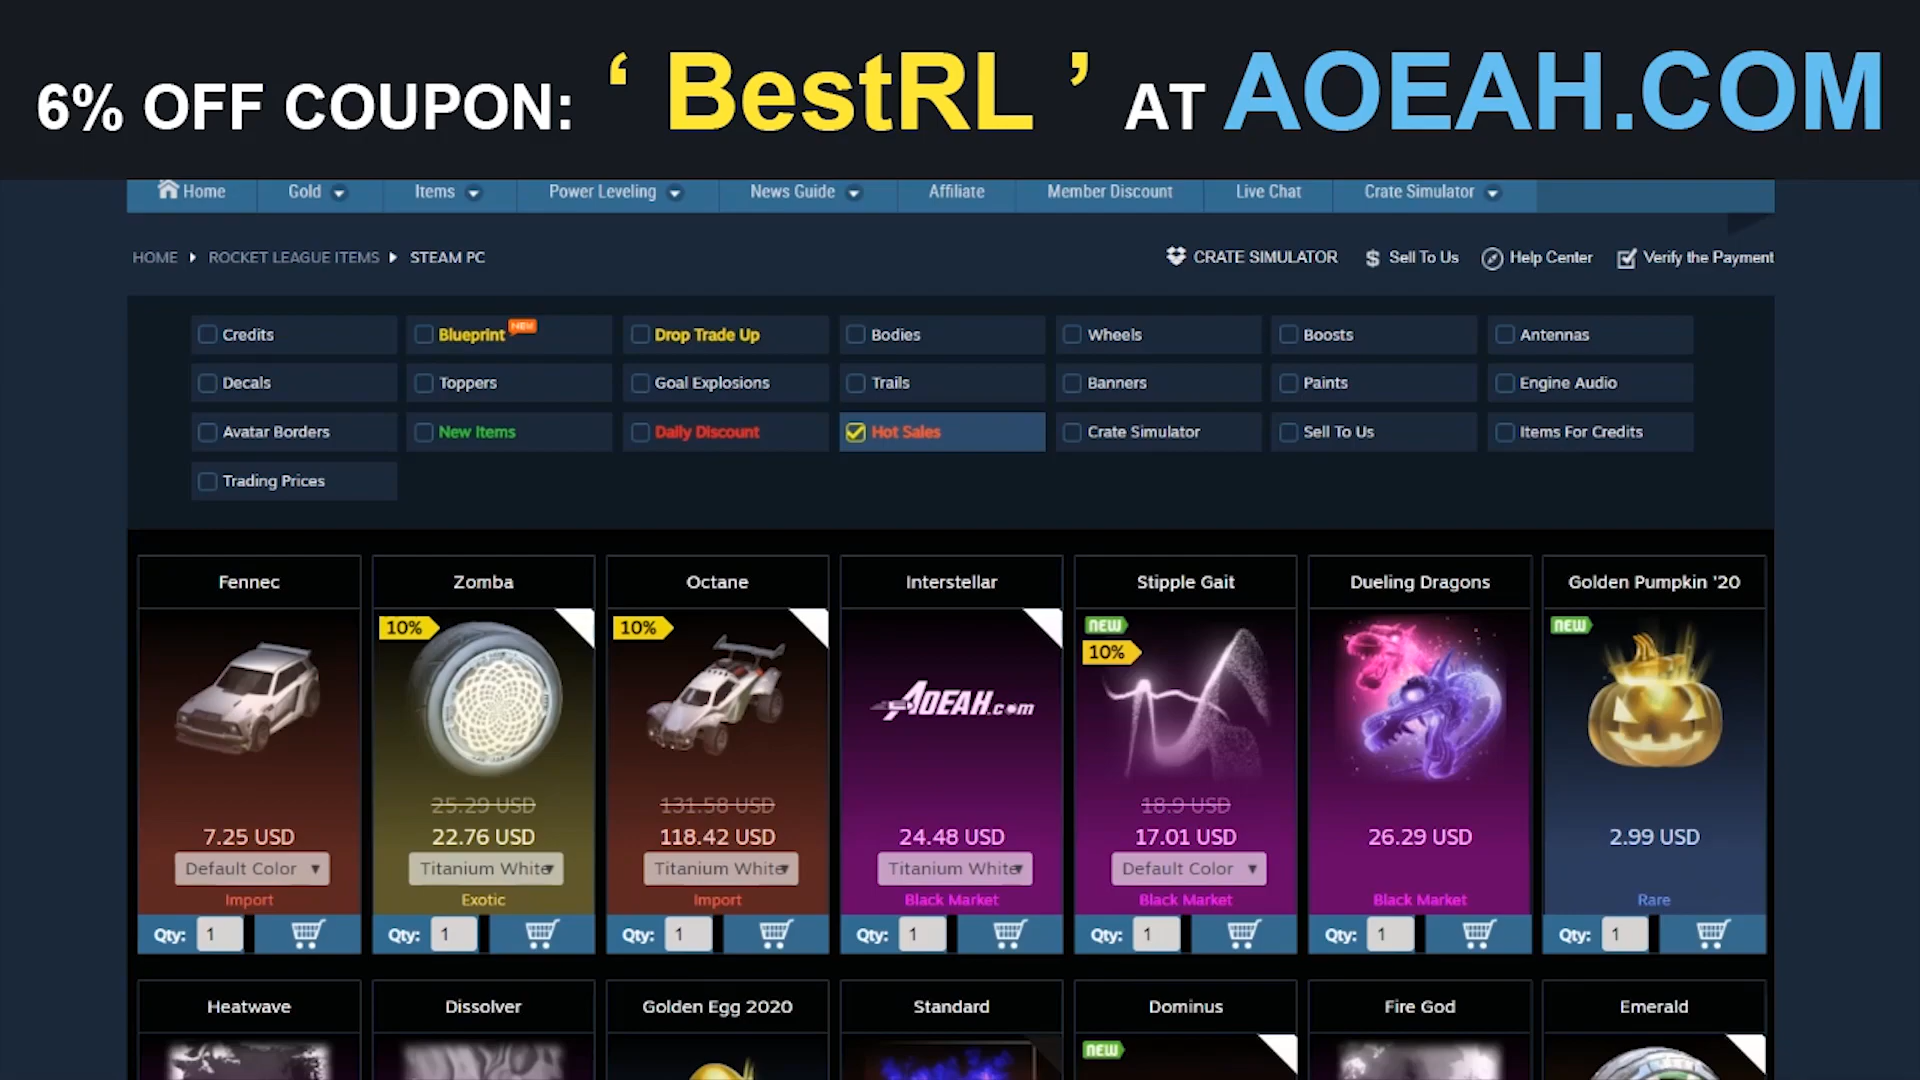 6% OFF COUPON: ‘ BestRL ’ AT AOEAH.COM
Home Gold Items Power Leveling News Guide Affiliate Member Discount Live Chat Crate Simulator
HOME ROCKET LEAGUE ITEMS STEAM PC CRATE SIMULATOR $ Sell To Us Help Center Verify the Payment
Credits Blueprint NEW Drop Trade Up Bodies Wheels Boosts Antennas
Decals Toppers Goal Explosions Trails Banners Paints Engine Audio
Avatar Borders New Items Daily Discount Hot Sales Crate Simulator Sell To Us Items For Credits
Trading Prices
Fennec Zomba Octane Interstellar Stipple Gait Dueling Dragons Golden Pumpkin '20
10% 10% NEW NEW
10%
AOEAH.com
25.29 USD 131.58 USD 18.9 USD
7.25 USD 22.76 USD 118.42 USD 24.48 USD 17.01 USD 26.29 USD 2.99 USD
Default Color Titanium White Titanium White Titanium White Default Color
Import Exotic Import Black Market Black Market Black Market Rare
Qty: 1 Qty: 1 Qty: 1 Qty: 1 Qty: 1 Qty: 1 Qty: 1
Heatwave Dissolver Golden Egg 2020 Standard Dominus Fire God Emerald
NEW